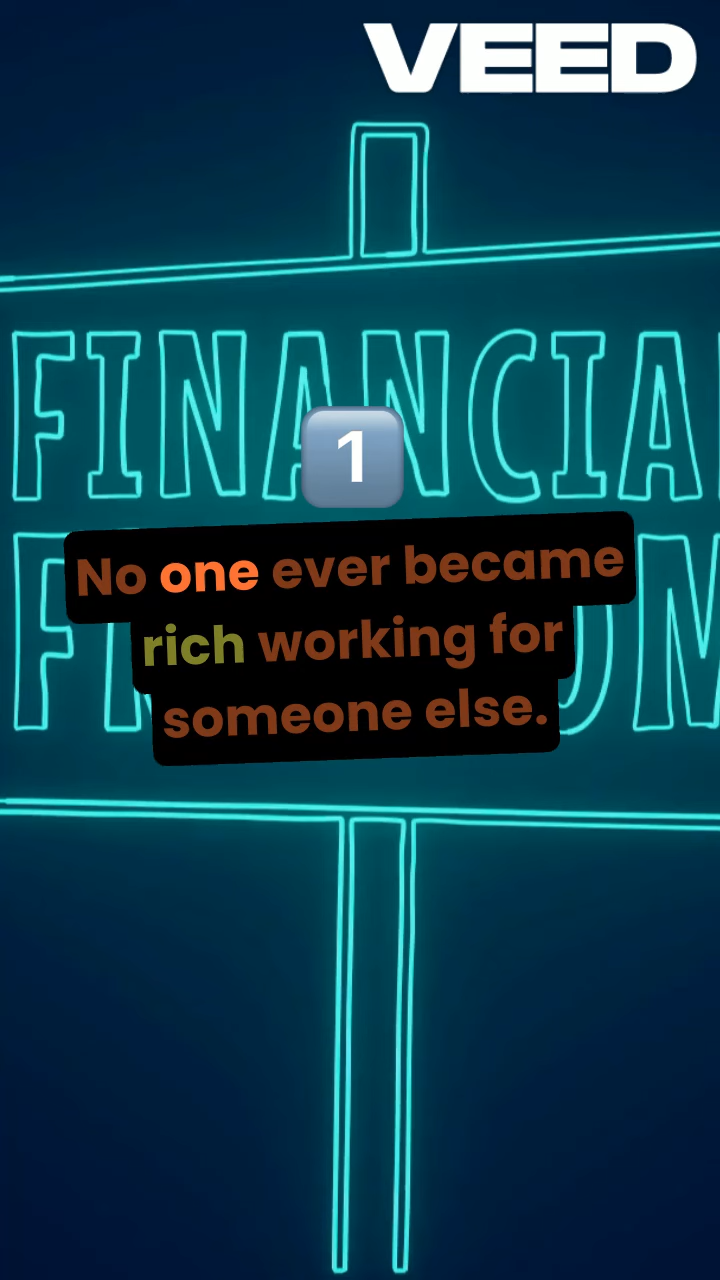 VEED
FINANCIA
1
No one ever became
rich working for
someone else.